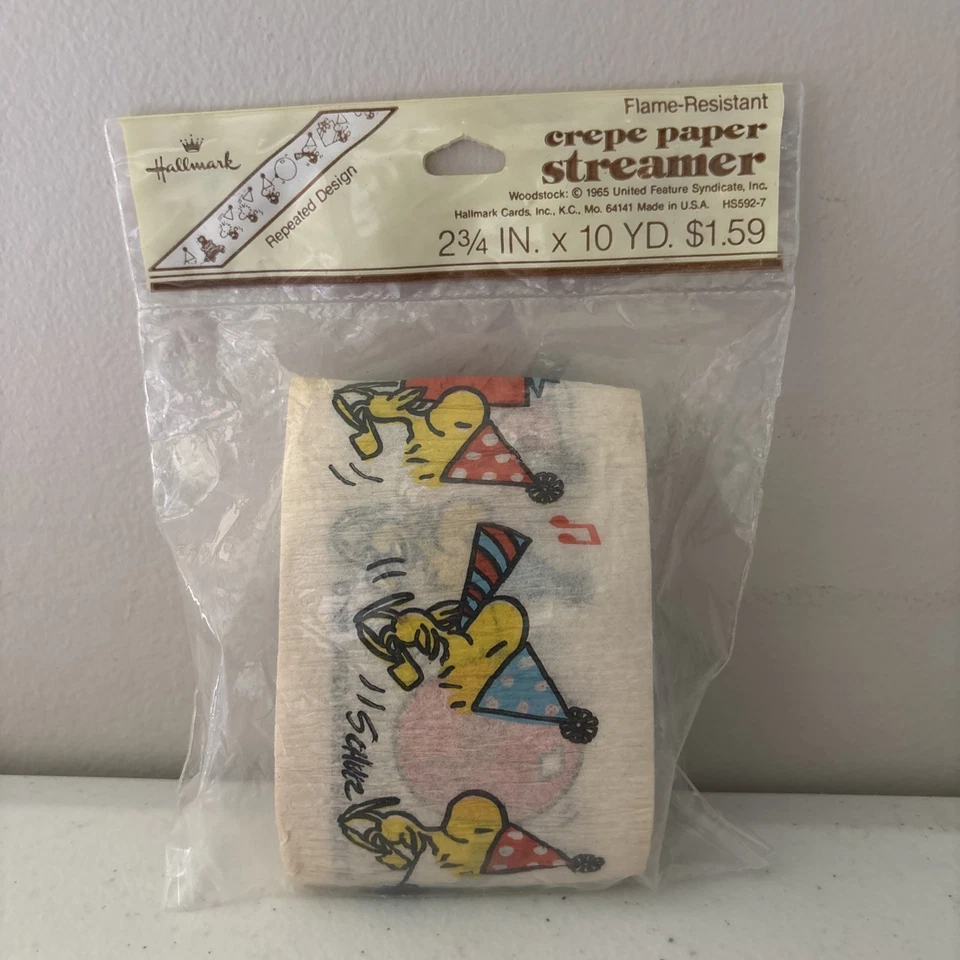 Hallmark
Repeated Design
Flame-Resistant
crepe paper
streamer
Woodstock: © 1965 United Feature Syndicate, Inc.
Hallmark Cards, Inc., K.C., Mo. 64141 Made in U.S.A. HS592-7
2¾ IN. x 10 YD. $1.59
SCHULZ